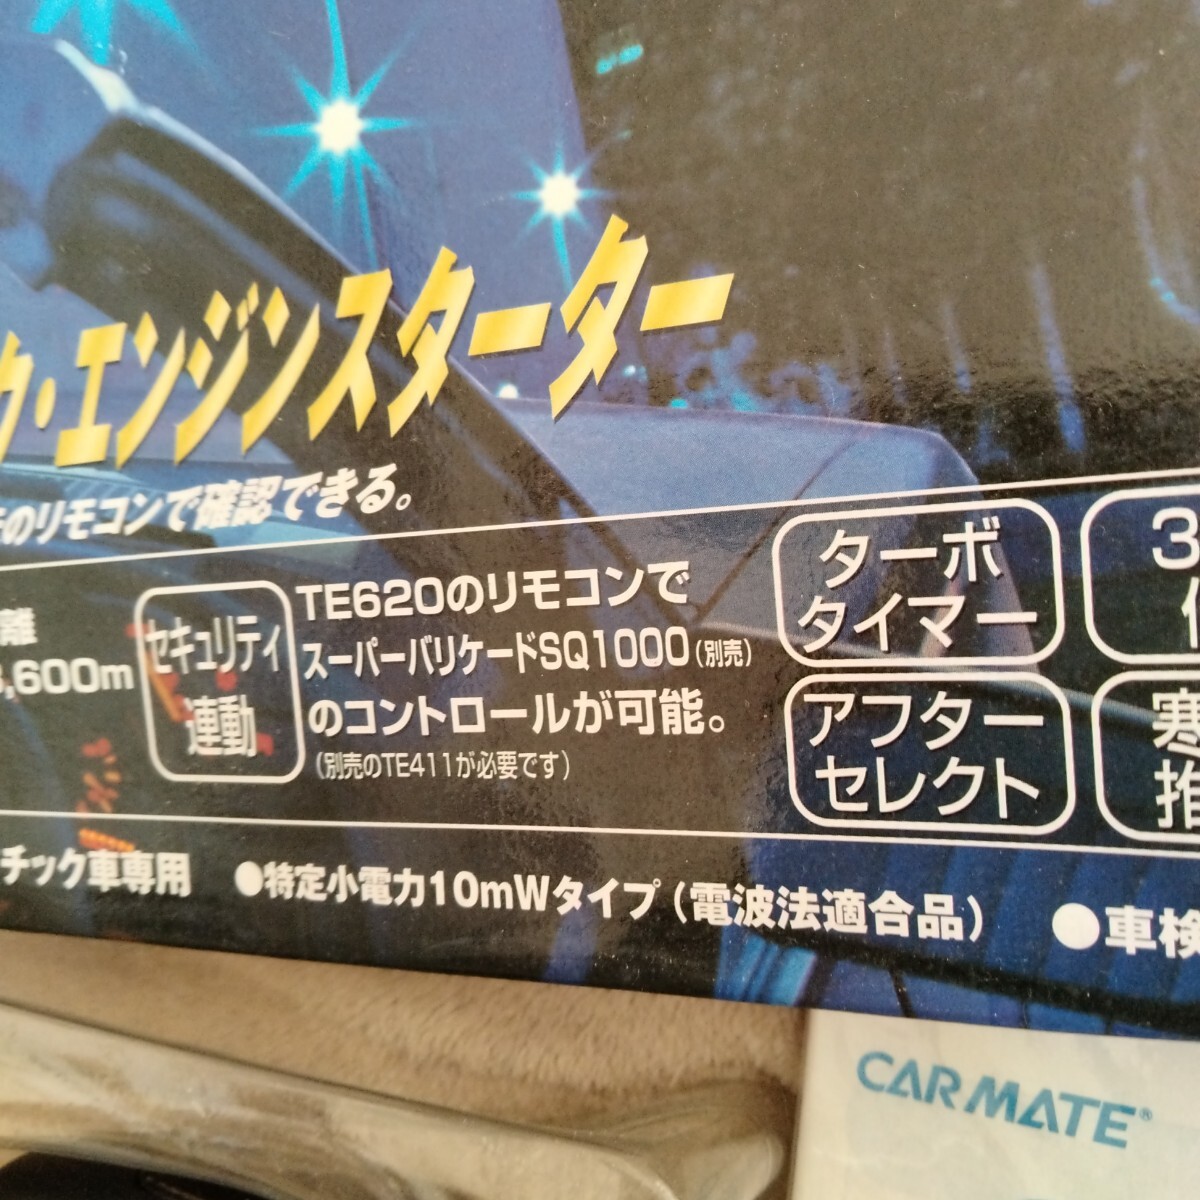 ・エンジンスターター
のリモコンで確認できる。
離
,600m
セキュリティ
連動
TE620のリモコンで
スーパーバリケードSQ1000(別売)
のコントロールが可能。
(別売のTE411が必要です)
ターボ
タイマー
アフター
セレクト
3
寒
チック車専用 ●特定小電力10mWタイプ(電波法適合品) ●車検
CARMATE®